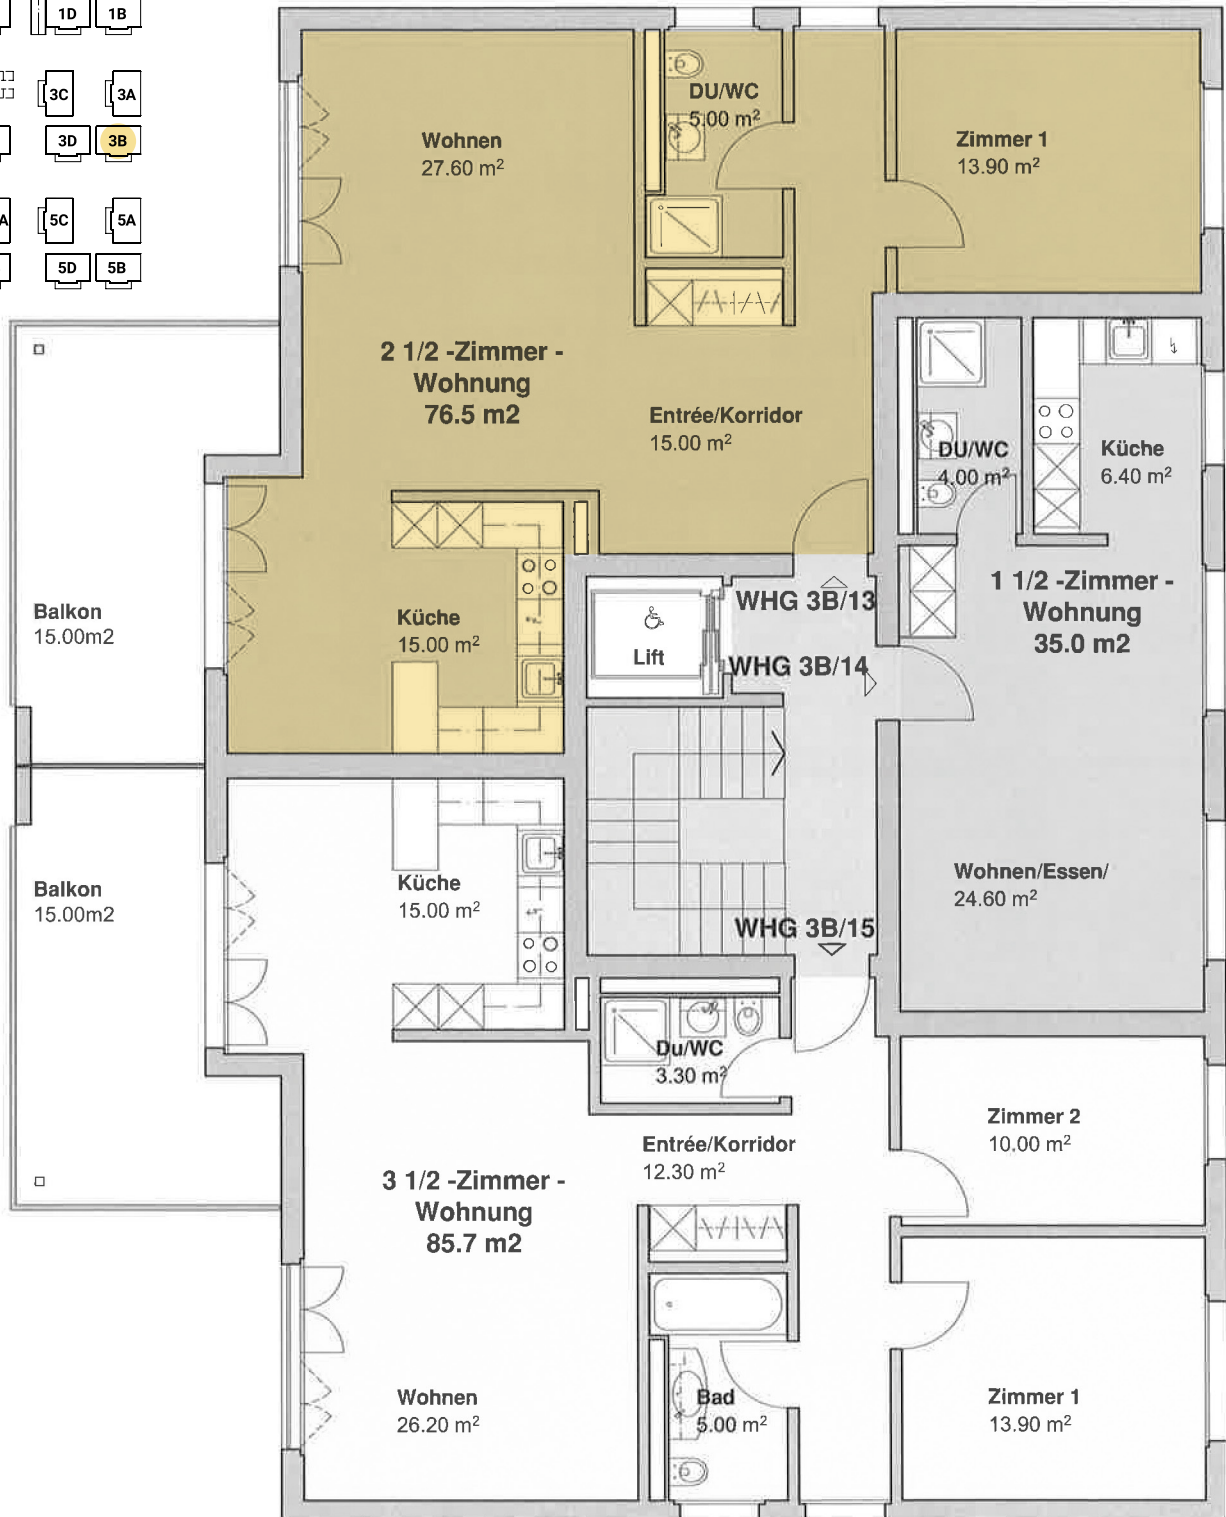 1D
1B
3C
3A
3D
3B
A
5C
5A
5D
5B
Wohnen
27.60 m²
DU/WC
5.00 m²
Zimmer 1
13.90 m²
2 1/2 -Zimmer -
Wohnung
76.5 m2
Entrée/Korridor
15.00 m²
DU/WC
4.00 m²
Küche
6.40 m²
Balkon
15.00m2
Küche
15.00 m²
Lift
WHG 3B/13
WHG 3B/14
1 1/2 -Zimmer -
Wohnung
35.0 m2
Balkon
15.00m2
Küche
15.00 m²
WHG 3B/15
Wohnen/Essen/
24.60 m²
Du/WC
3.30 m²
Entrée/Korridor
12.30 m²
Zimmer 2
10.00 m²
3 1/2 -Zimmer -
Wohnung
85.7 m2
Wohnen
26.20 m²
Bad
5.00 m²
Zimmer 1
13.90 m²